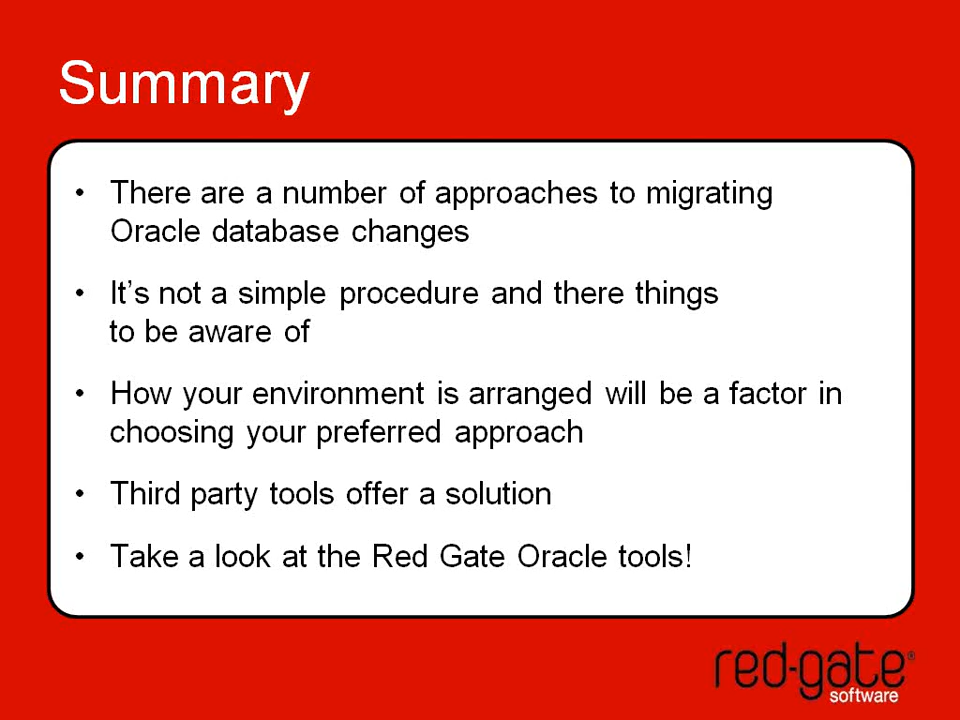 Summary
• There are a number of approaches to migrating
Oracle database changes
• It’s not a simple procedure and there things
to be aware of
• How your environment is arranged will be a factor in
choosing your preferred approach
• Third party tools offer a solution
• Take a look at the Red Gate Oracle tools!
red-gate®
software